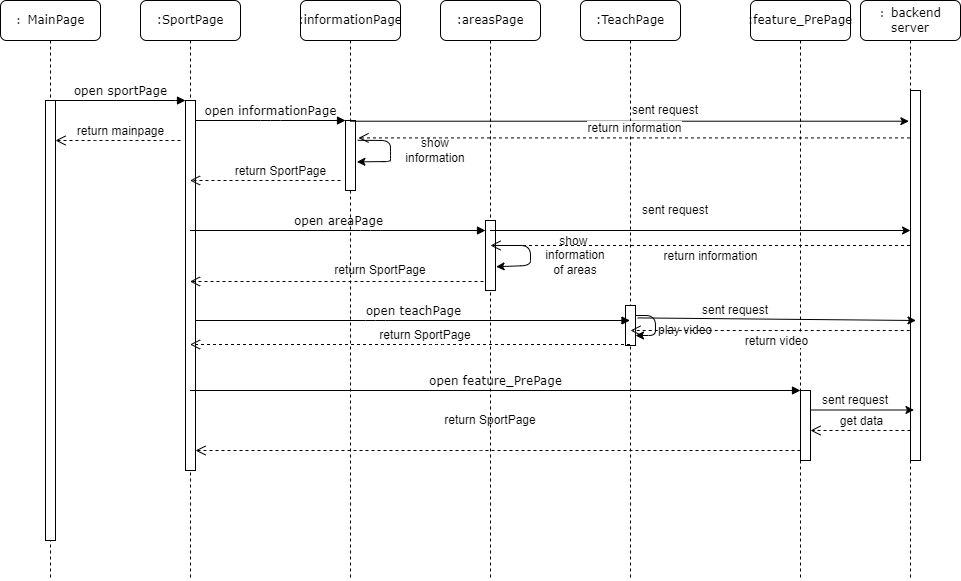 : MainPage
:SportPage
:informationPage
:areasPage
:TeachPage
:feature_PrePage
: backend
server
open sportPage
open informationPage
sent request
return information
return mainpage
show
information
return SportPage
open areaPage
sent request
show
information
of areas
return information
return SportPage
open teachPage
sent request
play video
return SportPage
return video
open feature_PrePage
sent request
return SportPage
get data